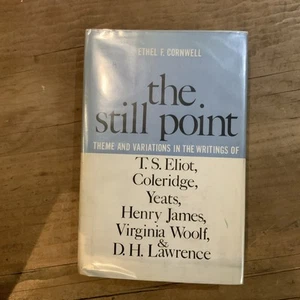 ETHEL F. CORNWELL
the
still point
THEME AND VARIATIONS IN THE WRITINGS OF
T. S. Eliot,
Coleridge,
Yeats,
Henry James,
Virginia Woolf,
&
D. H. Lawrence